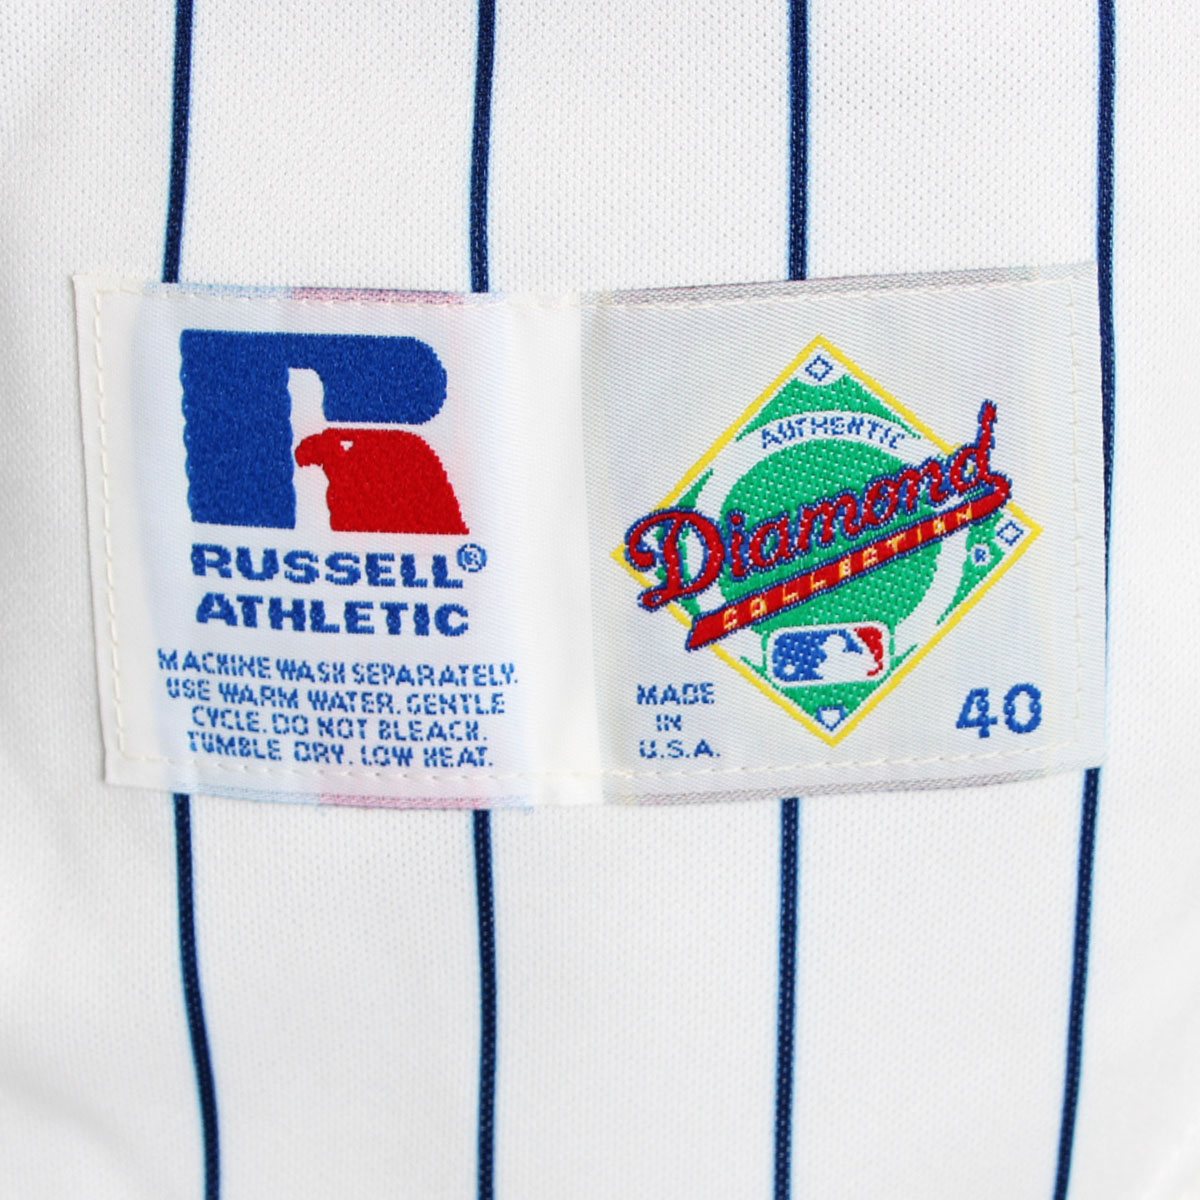 RUSSELL®
ATHLETIC
MACHINE WASH SEPARATELY.
USE WARM WATER. GENTLE
CYCLE. DO NOT BLEACH.
TUMBLE DRY. LOW HEAT.
AUTHENTIC
Diamond
COLLECTION
®
MADE
IN
U.S.A.
40